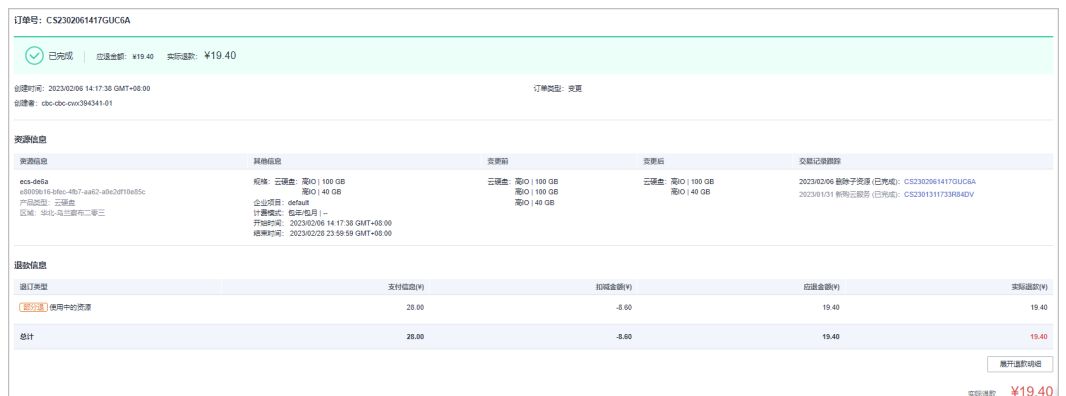 订单号: CS2302061417GUC6A
已完成 应退金额: ¥19.40 实际退款: ¥19.40
创建时间: 2023/02/06 14:17:38 GMT+08:00 订单类型: 变更
创建者: cbc-cbc-cwx394341-01
资源信息
资源信息 其他信息 变更前 变更后 交易记录跟踪
ecs-de6a 规格: 云硬盘: 高IO | 100 GB 云硬盘: 高IO | 100 GB 云硬盘: 高IO | 100 GB 2023/02/06 删除子资源 (已完成): CS2302061417GUC6A
e8009b16-bfec-4fb7-aa62-a0e2df10e85c 高IO | 40 GB 高IO | 100 GB 高IO | 40 GB 2023/01/31 新购云服务 (已完成): CS2301311733R84DV
产品类型: 云硬盘 企业项目: default 高IO | 40 GB
区域: 华北-乌兰察布二零三 计费模式: 包年/包月 | --
开始时间: 2023/02/06 14:17:38 GMT+08:00
结束时间: 2023/02/28 23:59:59 GMT+08:00
退款信息
退订类型 支付信息(¥) 扣减金额(¥) 应退金额(¥) 实际退款(¥)
部分退 使用中的资源 28.00 -8.60 19.40 19.40
总计 28.00 -8.60 19.40 19.40
展开退款明细
实际退款 ¥19.40